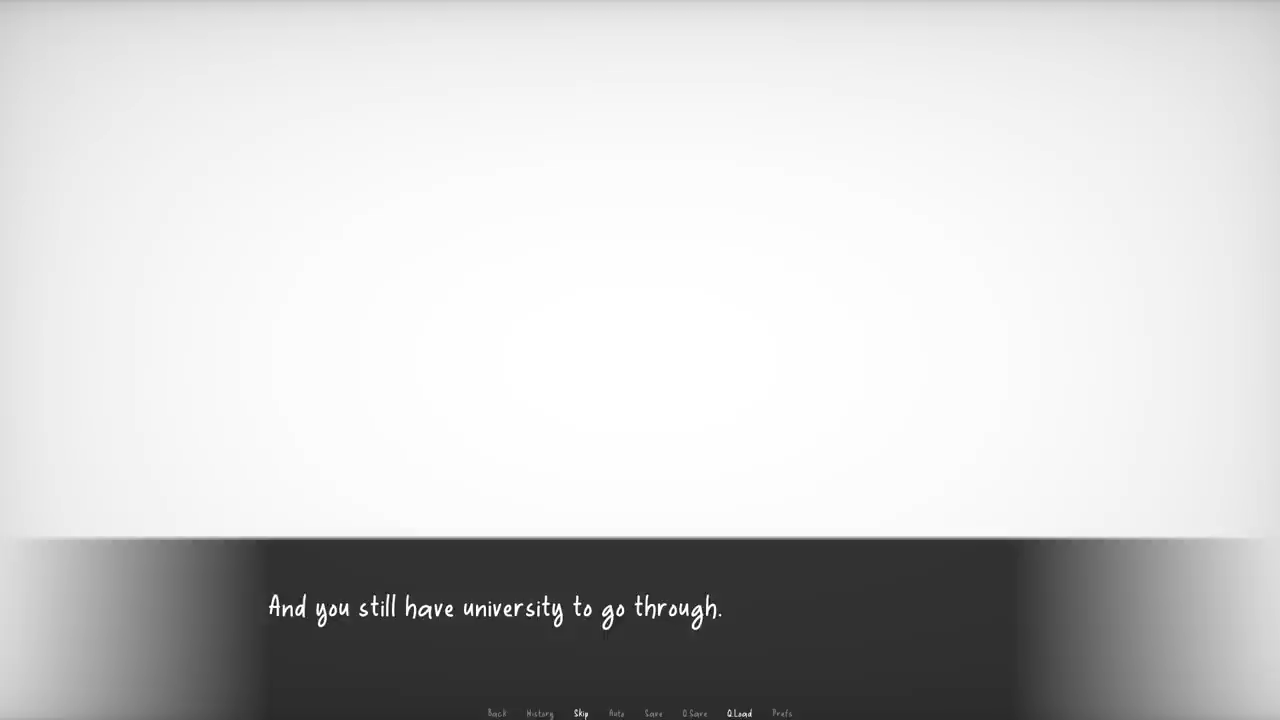 And you still have university to go through.
Back History Skip Auto Save Q.Save Q.Load Prefs